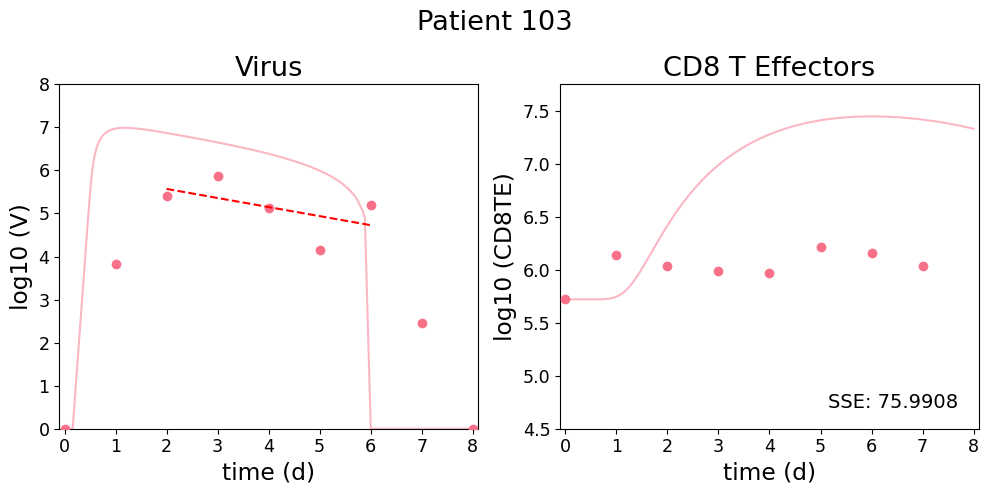 Patient 103
Virus
CD8 T Effectors
log10 (V)
8
7
6
5
4
3
2
1
0
0 1 2 3 4 5 6 7 8
time (d)
log10 (CD8TE)
7.5
7.0
6.5
6.0
5.5
5.0
4.5
SSE: 75.9908
0 1 2 3 4 5 6 7 8
time (d)